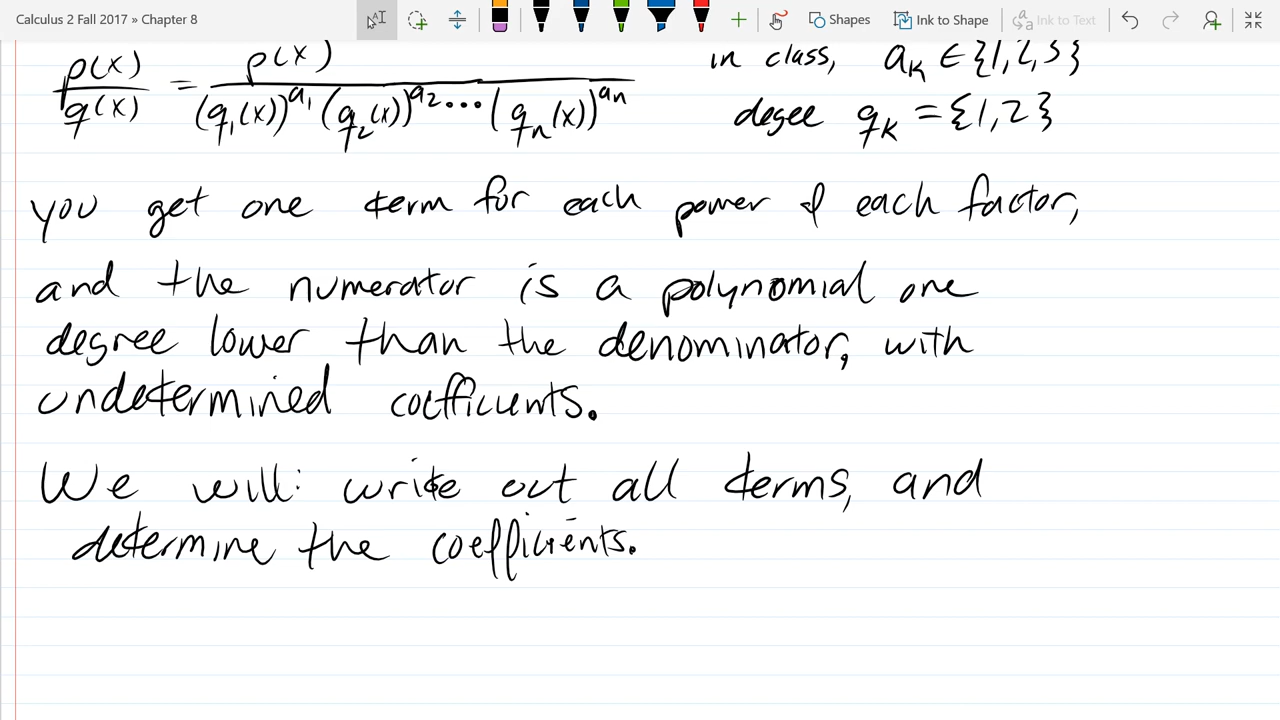 Calculus 2 Fall 2017 » Chapter 8
Shapes Ink to Shape Ink to Text
p(x)/q(x) = p(x)/((q₁(x))^a₁ (q₂(x))^a₂ ... (qₙ(x))^aₙ) in class, aₖ ∈ {1,2,3}
degee qₖ = {1,2}
you get one term for each power of each factor,
and the numerator is a polynomial one
degree lower than the denominator, with
undetermined coefficients.
We will: write out all terms, and
determine the coefficients.